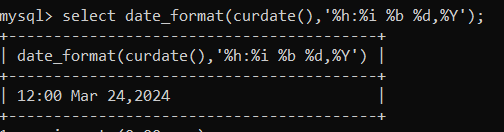 mysql> select date_format(curdate(),'%h:%i %b %d,%Y');
+---------------------------------------+
| date_format(curdate(),'%h:%i %b %d,%Y') |
+---------------------------------------+
| 12:00 Mar 24,2024                       |
+---------------------------------------+